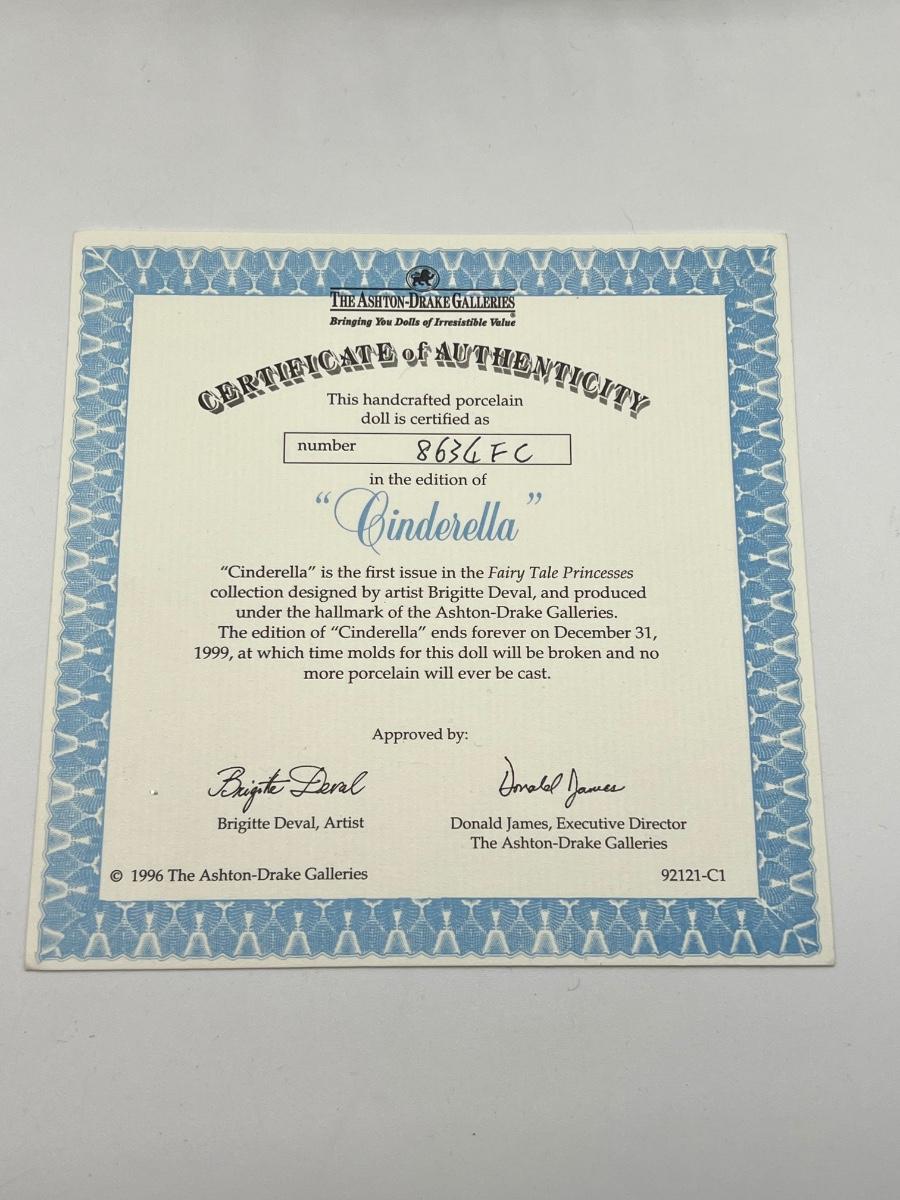 THE ASHTON-DRAKE GALLERIES®
Bringing You Dolls of Irresistible Value
CERTIFICATE of AUTHENTICITY
This handcrafted porcelain
doll is certified as
number 8634 FC
in the edition of
“Cinderella”
“Cinderella” is the first issue in the Fairy Tale Princesses
collection designed by artist Brigitte Deval, and produced
under the hallmark of the Ashton-Drake Galleries.
The edition of “Cinderella” ends forever on December 31,
1999, at which time molds for this doll will be broken and no
more porcelain will ever be cast.
Approved by:
Brigitte Deval
Donald James
Brigitte Deval, Artist
Donald James, Executive Director
The Ashton-Drake Galleries
© 1996 The Ashton-Drake Galleries
92121-C1